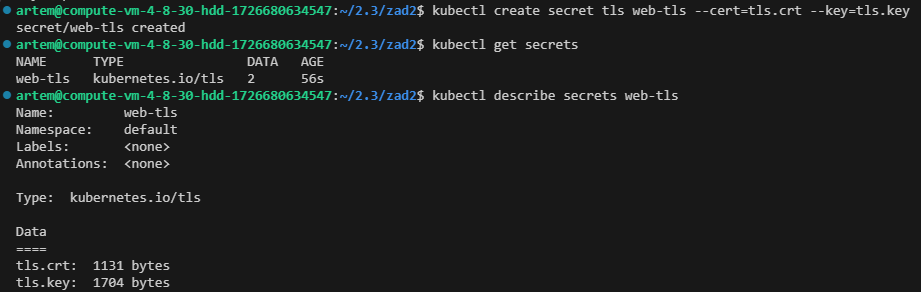 artem@compute-vm-4-8-30-hdd-1726680634547:~/2.3/zad2$ kubectl create secret tls web-tls --cert=tls.crt --key=tls.key
secret/web-tls created
artem@compute-vm-4-8-30-hdd-1726680634547:~/2.3/zad2$ kubectl get secrets
NAME      TYPE                DATA   AGE
web-tls   kubernetes.io/tls   2      56s
artem@compute-vm-4-8-30-hdd-1726680634547:~/2.3/zad2$ kubectl describe secrets web-tls
Name:         web-tls
Namespace:    default
Labels:       <none>
Annotations:  <none>
Type:  kubernetes.io/tls
Data
====
tls.crt:  1131 bytes
tls.key:  1704 bytes